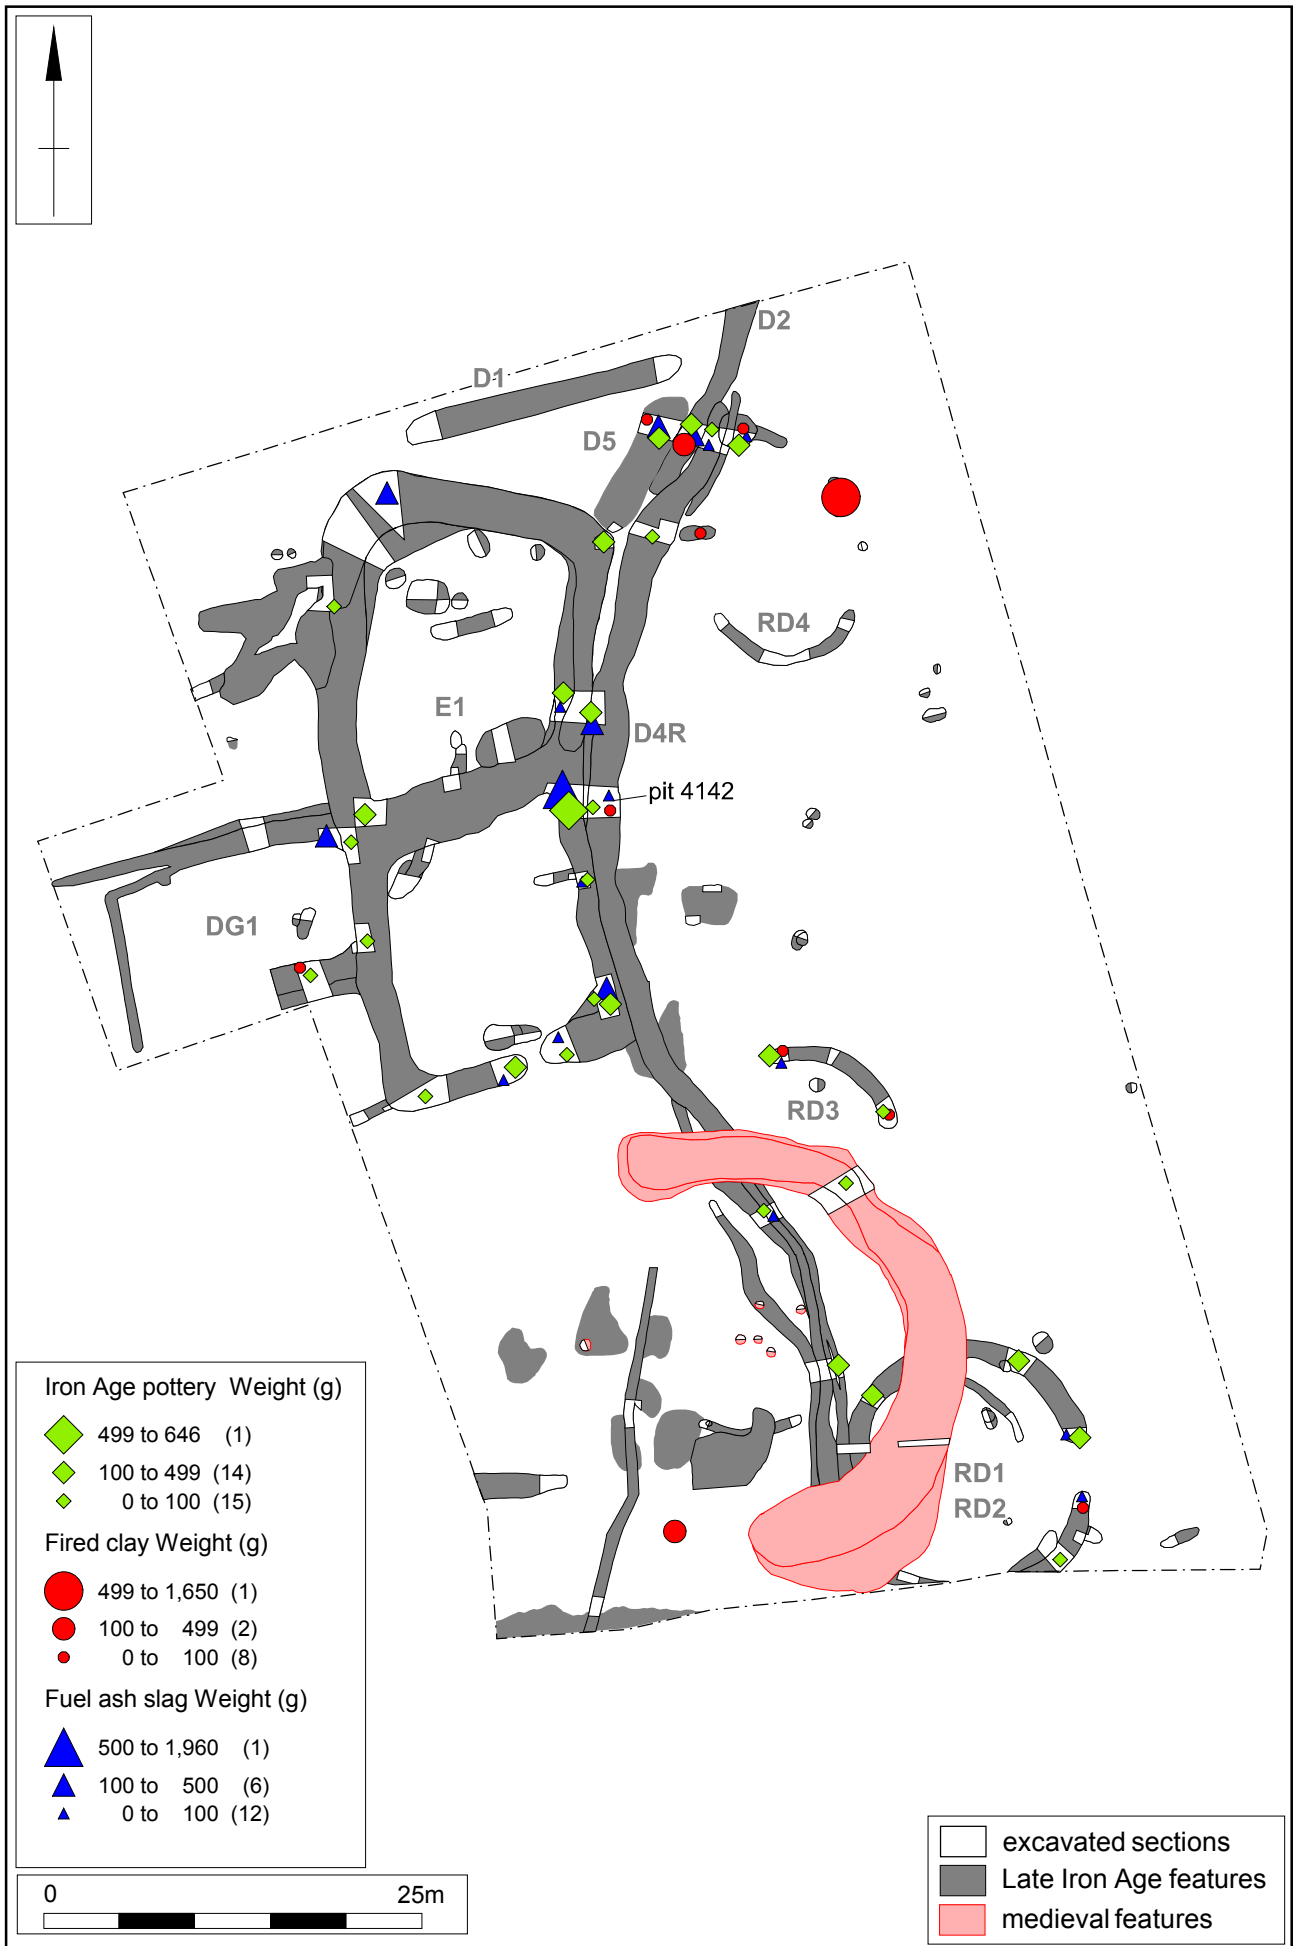 D2
D1
D5
RD4
E1
D4R
pit 4142
DG1
RD3
RD1
RD2
Iron Age pottery Weight (g)
499 to 646 (1)
100 to 499 (14)
0 to 100 (15)
Fired clay Weight (g)
499 to 1,650 (1)
100 to 499 (2)
0 to 100 (8)
Fuel ash slag Weight (g)
500 to 1,960 (1)
100 to 500 (6)
0 to 100 (12)
0 25m
excavated sections
Late Iron Age features
medieval features